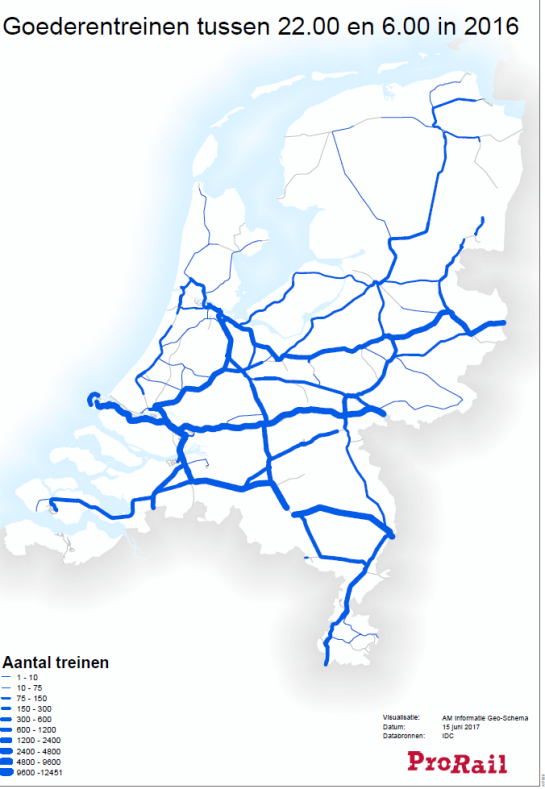 Goederentreinen tussen 22.00 en 6.00 in 2016
Aantal treinen
1 - 10
10 - 75
75 - 150
150 - 300
300 - 600
600 - 1200
1200 - 2400
2400 - 4800
4800 - 9600
9600 -12451
Visualisatie: AM Informatie Geo-Schema
Datum: 15 juni 2017
Databronnen: IDC
ProRail